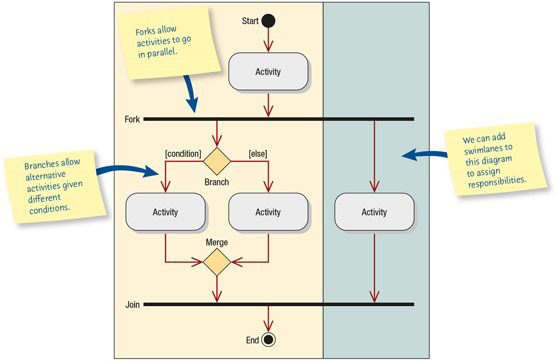 Start
Forks allow
activities to go
in parallel.
Activity
Fork
[condition]
[else]
Branch
We can add
swimlanes to
this diagram
to assign
responsibilities.
Branches allow
alternative
activities given
different
conditions.
Activity
Activity
Activity
Merge
Join
End